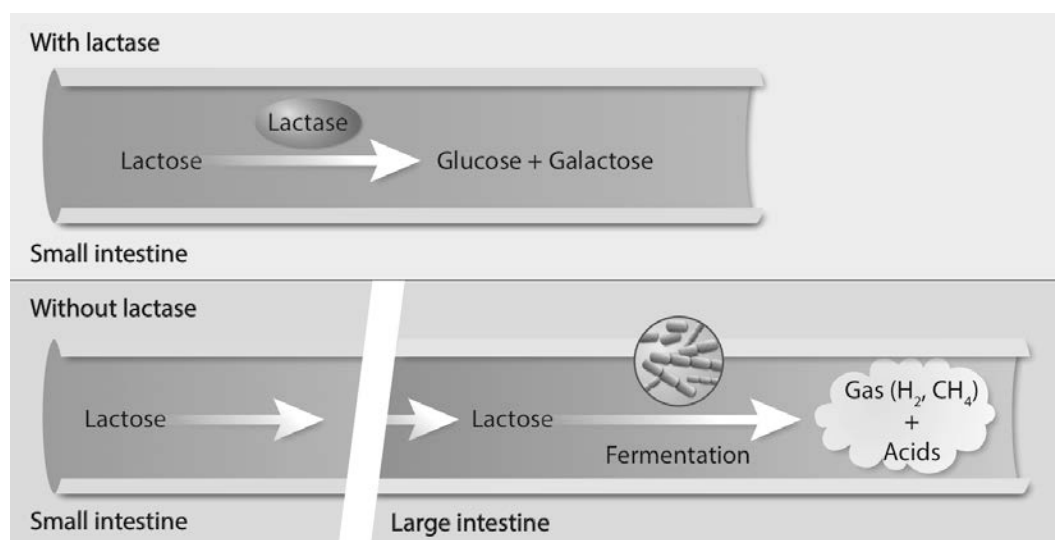 With lactase
Lactase
Lactose
Glucose + Galactose
Small intestine
Without lactase
Lactose
Lactose
Fermentation
Gas (H₂, CH₄)
+
Acids
Small intestine
Large intestine